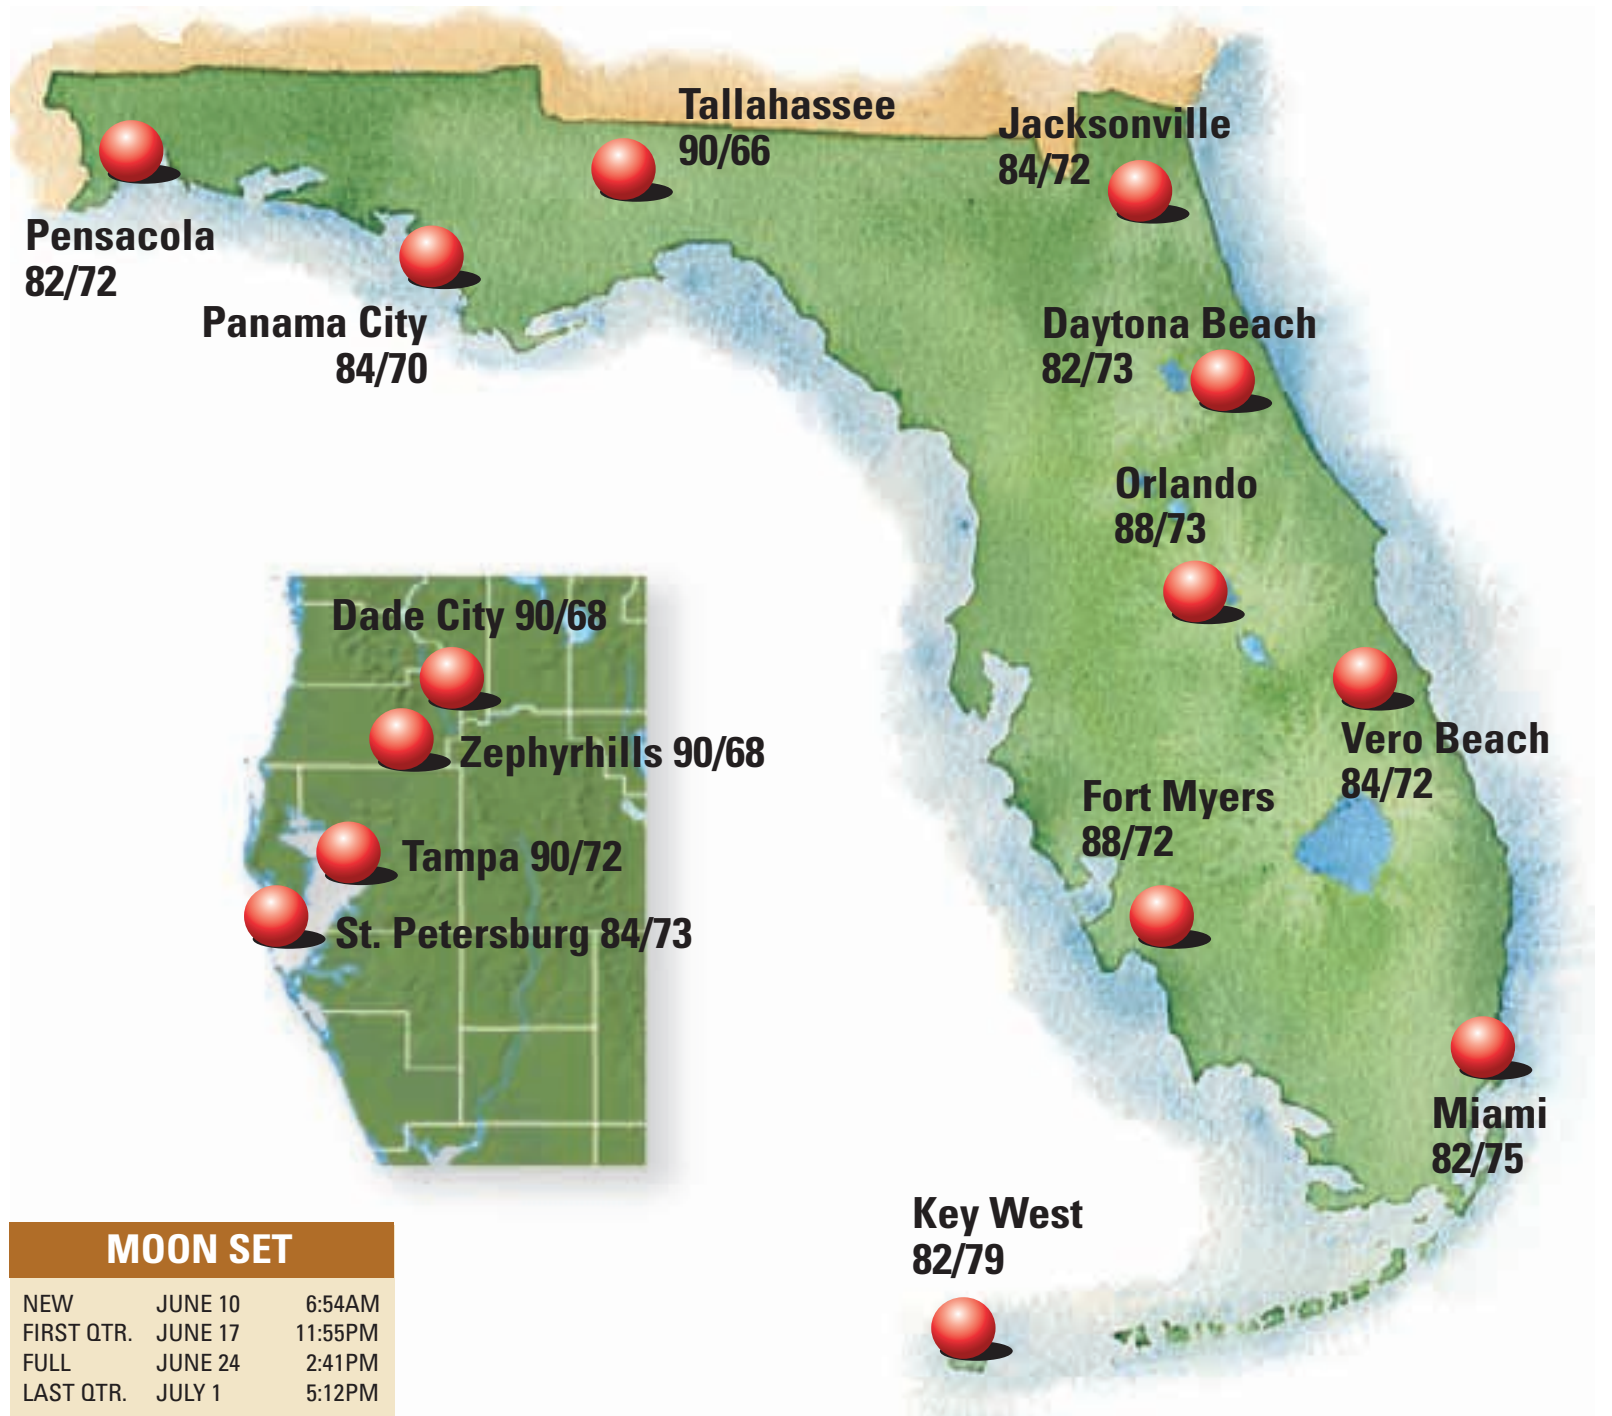 Tallahassee
90/66
Jacksonville
84/72
Pensacola
82/72
Panama City
84/70
Daytona Beach
82/73
Orlando
88/73
Dade City 90/68
Zephyrhills 90/68
Tampa 90/72
St. Petersburg 84/73
Vero Beach
84/72
Fort Myers
88/72
Miami
82/75
Key West
82/79
MOON SET
NEW JUNE 10 6:54AM
FIRST QTR. JUNE 17 11:55PM
FULL JUNE 24 2:41PM
LAST QTR. JULY 1 5:12PM